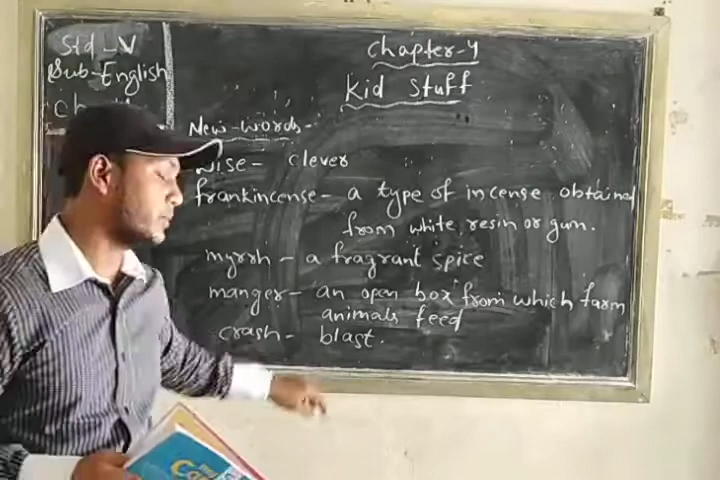 Std - V
Sub-English
Chapter-4
Kid Stuff
New-words-
wise- clever
frankincense- a type of incense obtained
from white resin or gum.
myrrh - a fragrant spice
manger- an open box from which farm
animals feed
crash- blast.